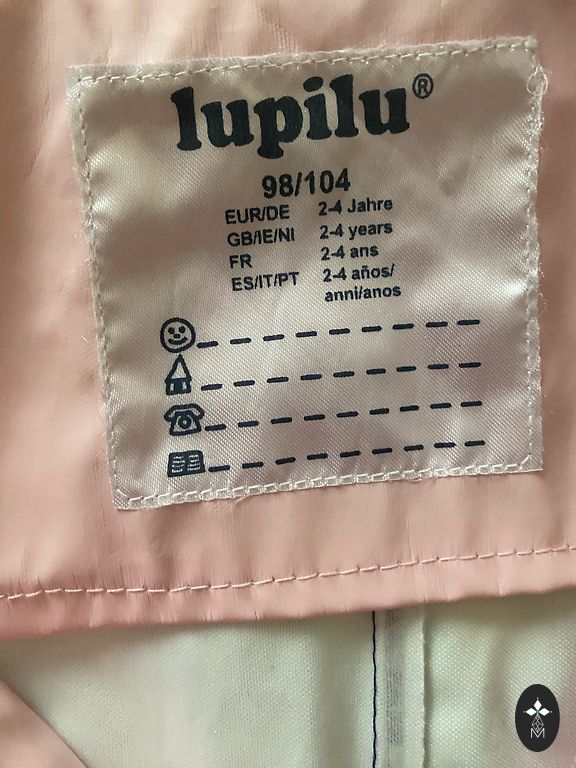 lupilu®
98/104
EUR/DE 2-4 Jahre
GB/IE/NI 2-4 years
FR 2-4 ans
ES/IT/PT 2-4 años/
anni/anos
M